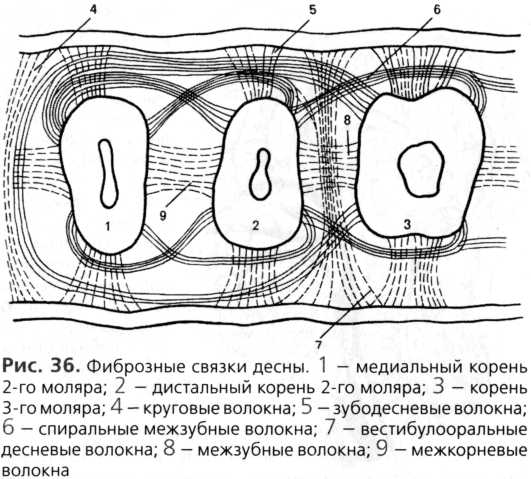 4
5
6
8
1
9
2
3
7
Рис. 36. Фиброзные связки десны. 1 – медиальный корень
2-го моляра; 2 – дистальный корень 2-го моляра; 3 – корень
3-го моляра; 4 – круговые волокна; 5 – зубодесневые волокна;
6 – спиральные межзубные волокна; 7 – вестибулооральные
десневые волокна; 8 – межзубные волокна; 9 – межкорневые
волокна